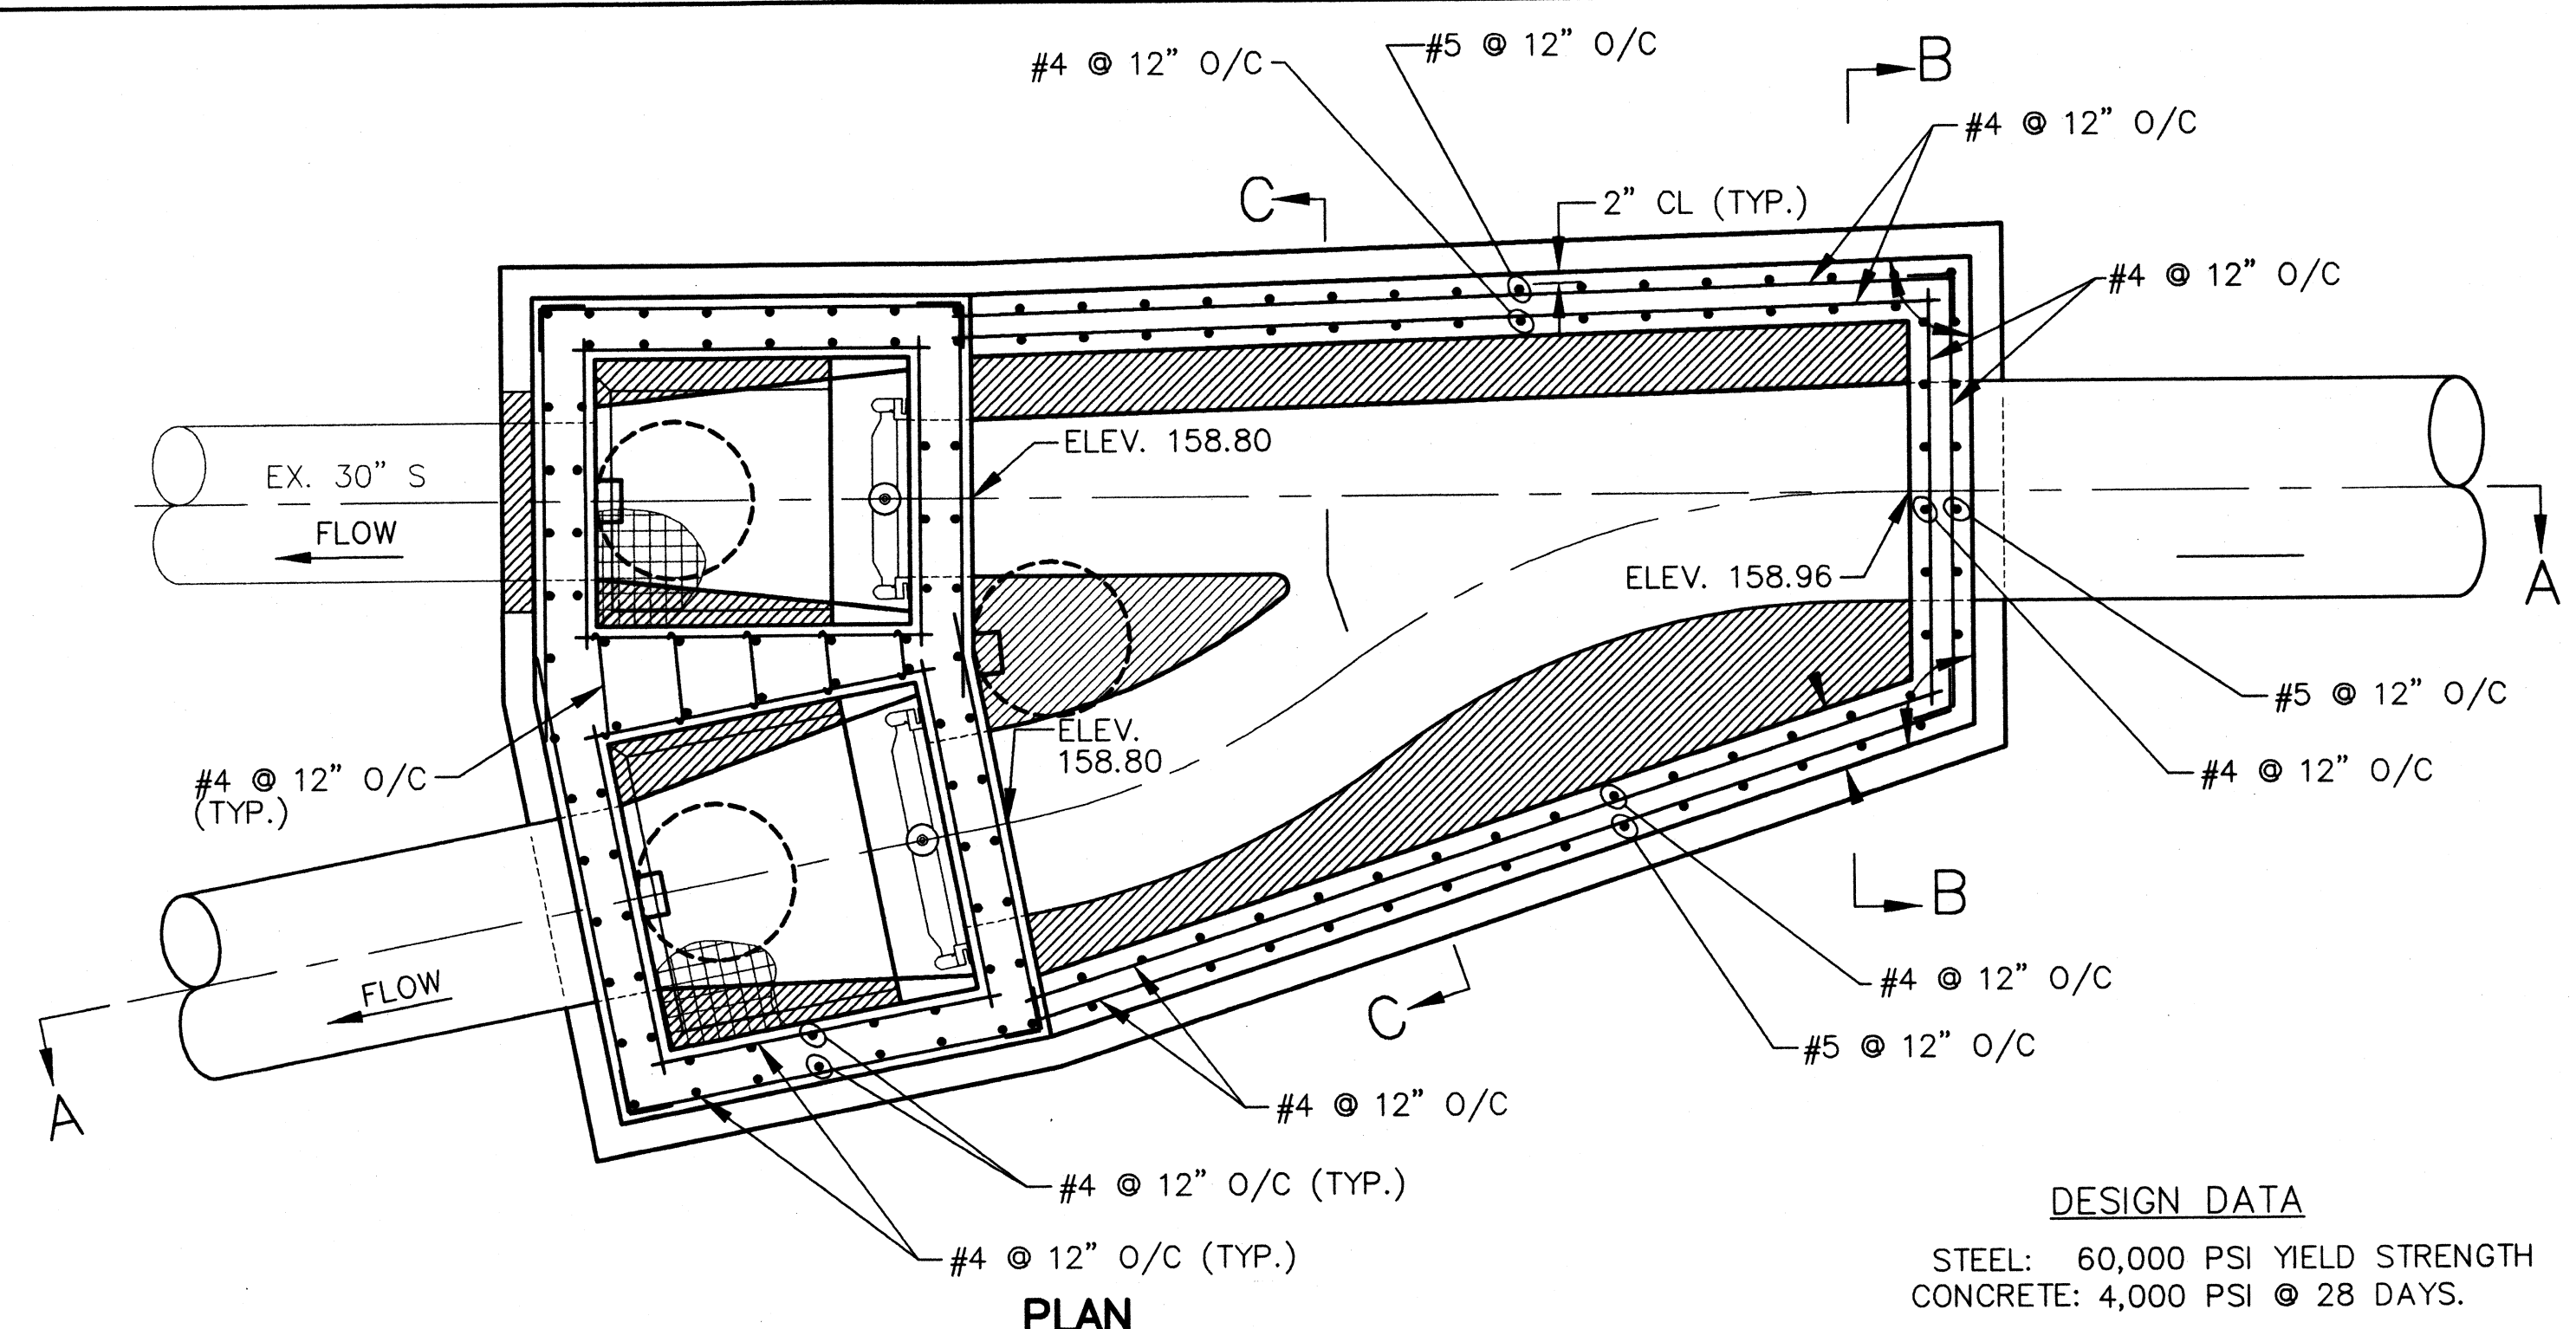 #4 @ 12" O/C
#5 @ 12" O/C
B
#4 @ 12" O/C
C
2" CL (TYP.)
#4 @ 12" O/C
ELEV. 158.80
EX. 30" S
FLOW
ELEV. 158.96
A
#5 @ 12" O/C
ELEV.
158.80
#4 @ 12" O/C
#4 @ 12" O/C
(TYP.)
B
#4 @ 12" O/C
FLOW
C
#5 @ 12" O/C
A
#4 @ 12" O/C
#4 @ 12" O/C (TYP.)
#4 @ 12" O/C (TYP.)
PLAN
DESIGN DATA
STEEL: 60,000 PSI YIELD STRENGTH
CONCRETE: 4,000 PSI @ 28 DAYS.